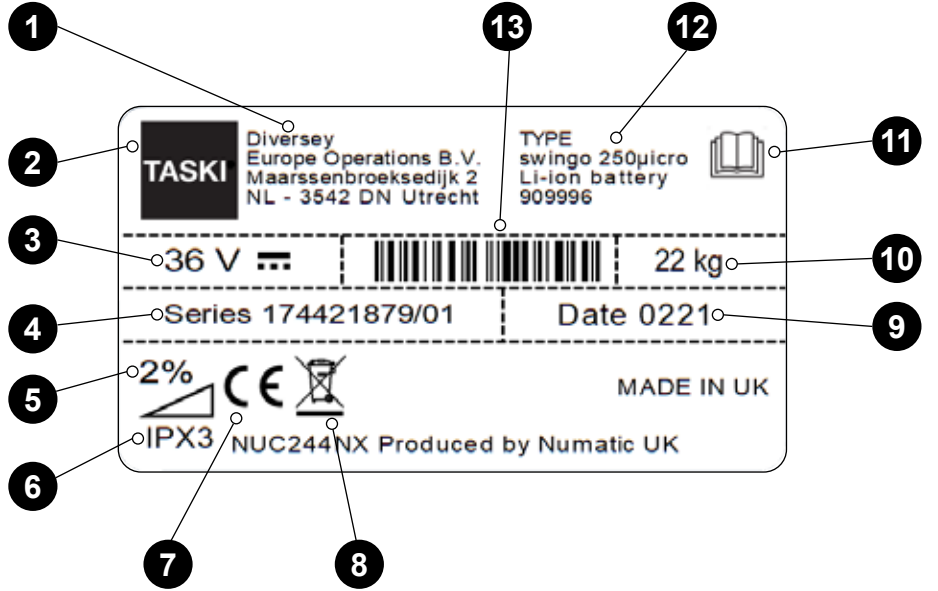 1
13
12
2
TASKI
Diversey
Europe Operations B.V.
Maarssenbroeksedijk 2
NL - 3542 DN Utrecht
TYPE
swingo 250µicro
Li-ion battery
909996
11
3
36 V
22 kg
10
4
Series 174421879/01
Date 0221
9
5
2%
CE
MADE IN UK
6
IPX3
NUC244NX Produced by Numatic UK
7
8